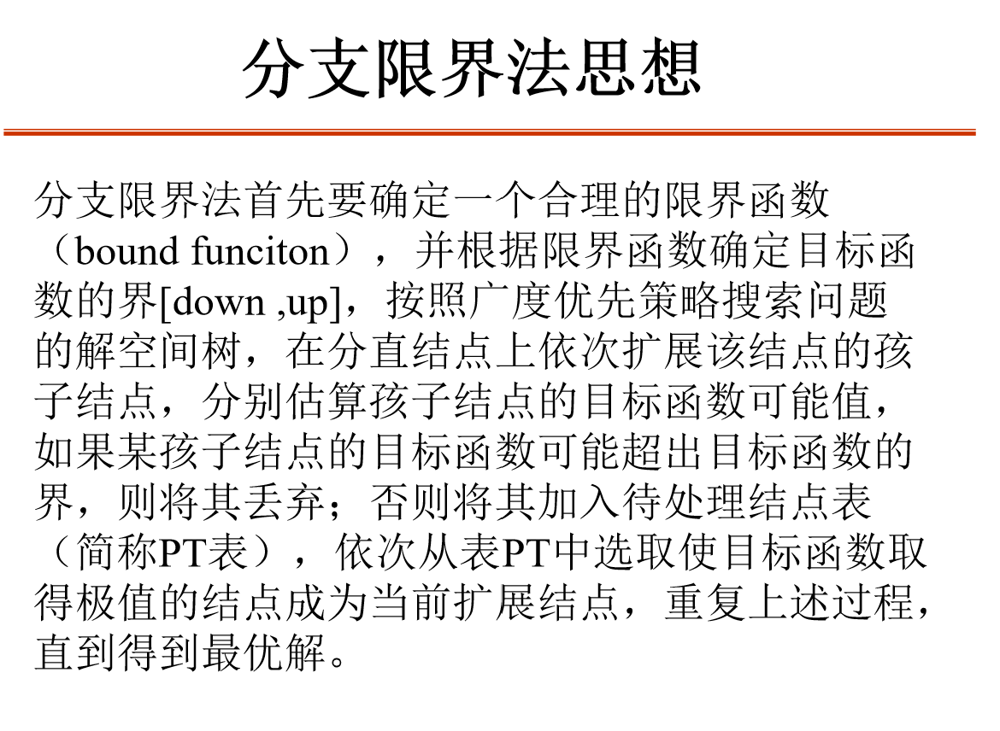 分支限界法思想
分支限界法首先要确定一个合理的限界函数
（bound funciton），并根据限界函数确定目标函
数的界[down ,up]，按照广度优先策略搜索问题
的解空间树，在分直结点上依次扩展该结点的孩
子结点，分别估算孩子结点的目标函数可能值，
如果某孩子结点的目标函数可能超出目标函数的
界，则将其丢弃；否则将其加入待处理结点表
（简称PT表），依次从表PT中选取使目标函数取
得极值的结点成为当前扩展结点，重复上述过程，
直到得到最优解。